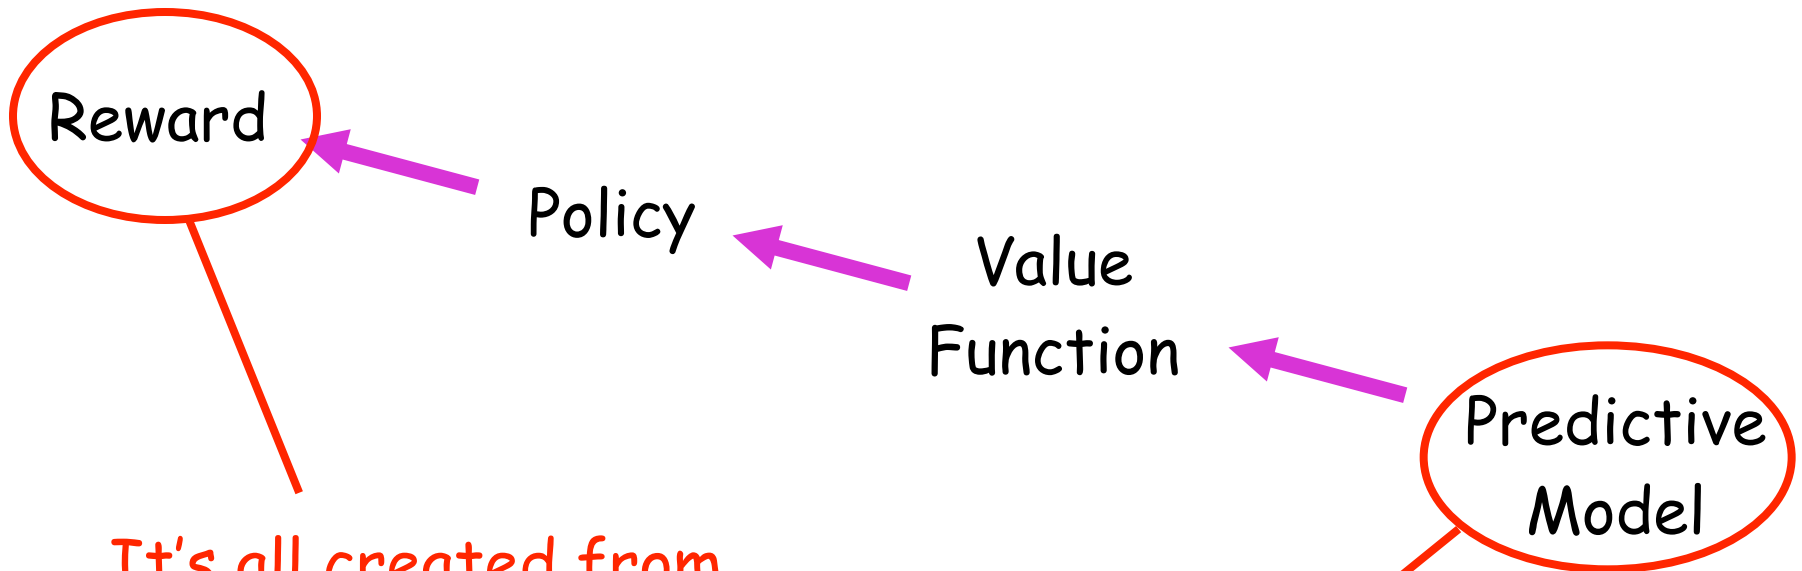 Reward
Policy
Value
Function
Predictive
Model
It's all created from